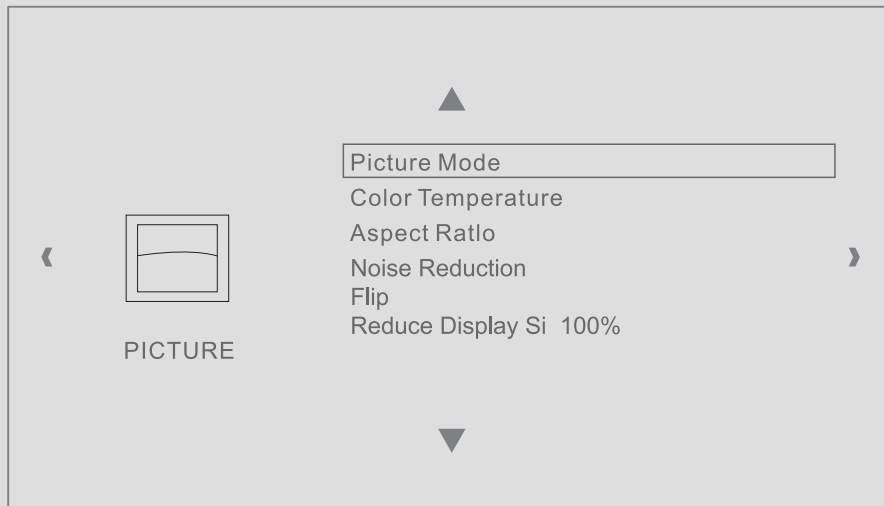 Picture Mode
Color Temperature
Aspect Ratlo
Noise Reduction
Flip
Reduce Display Si 100%
PICTURE